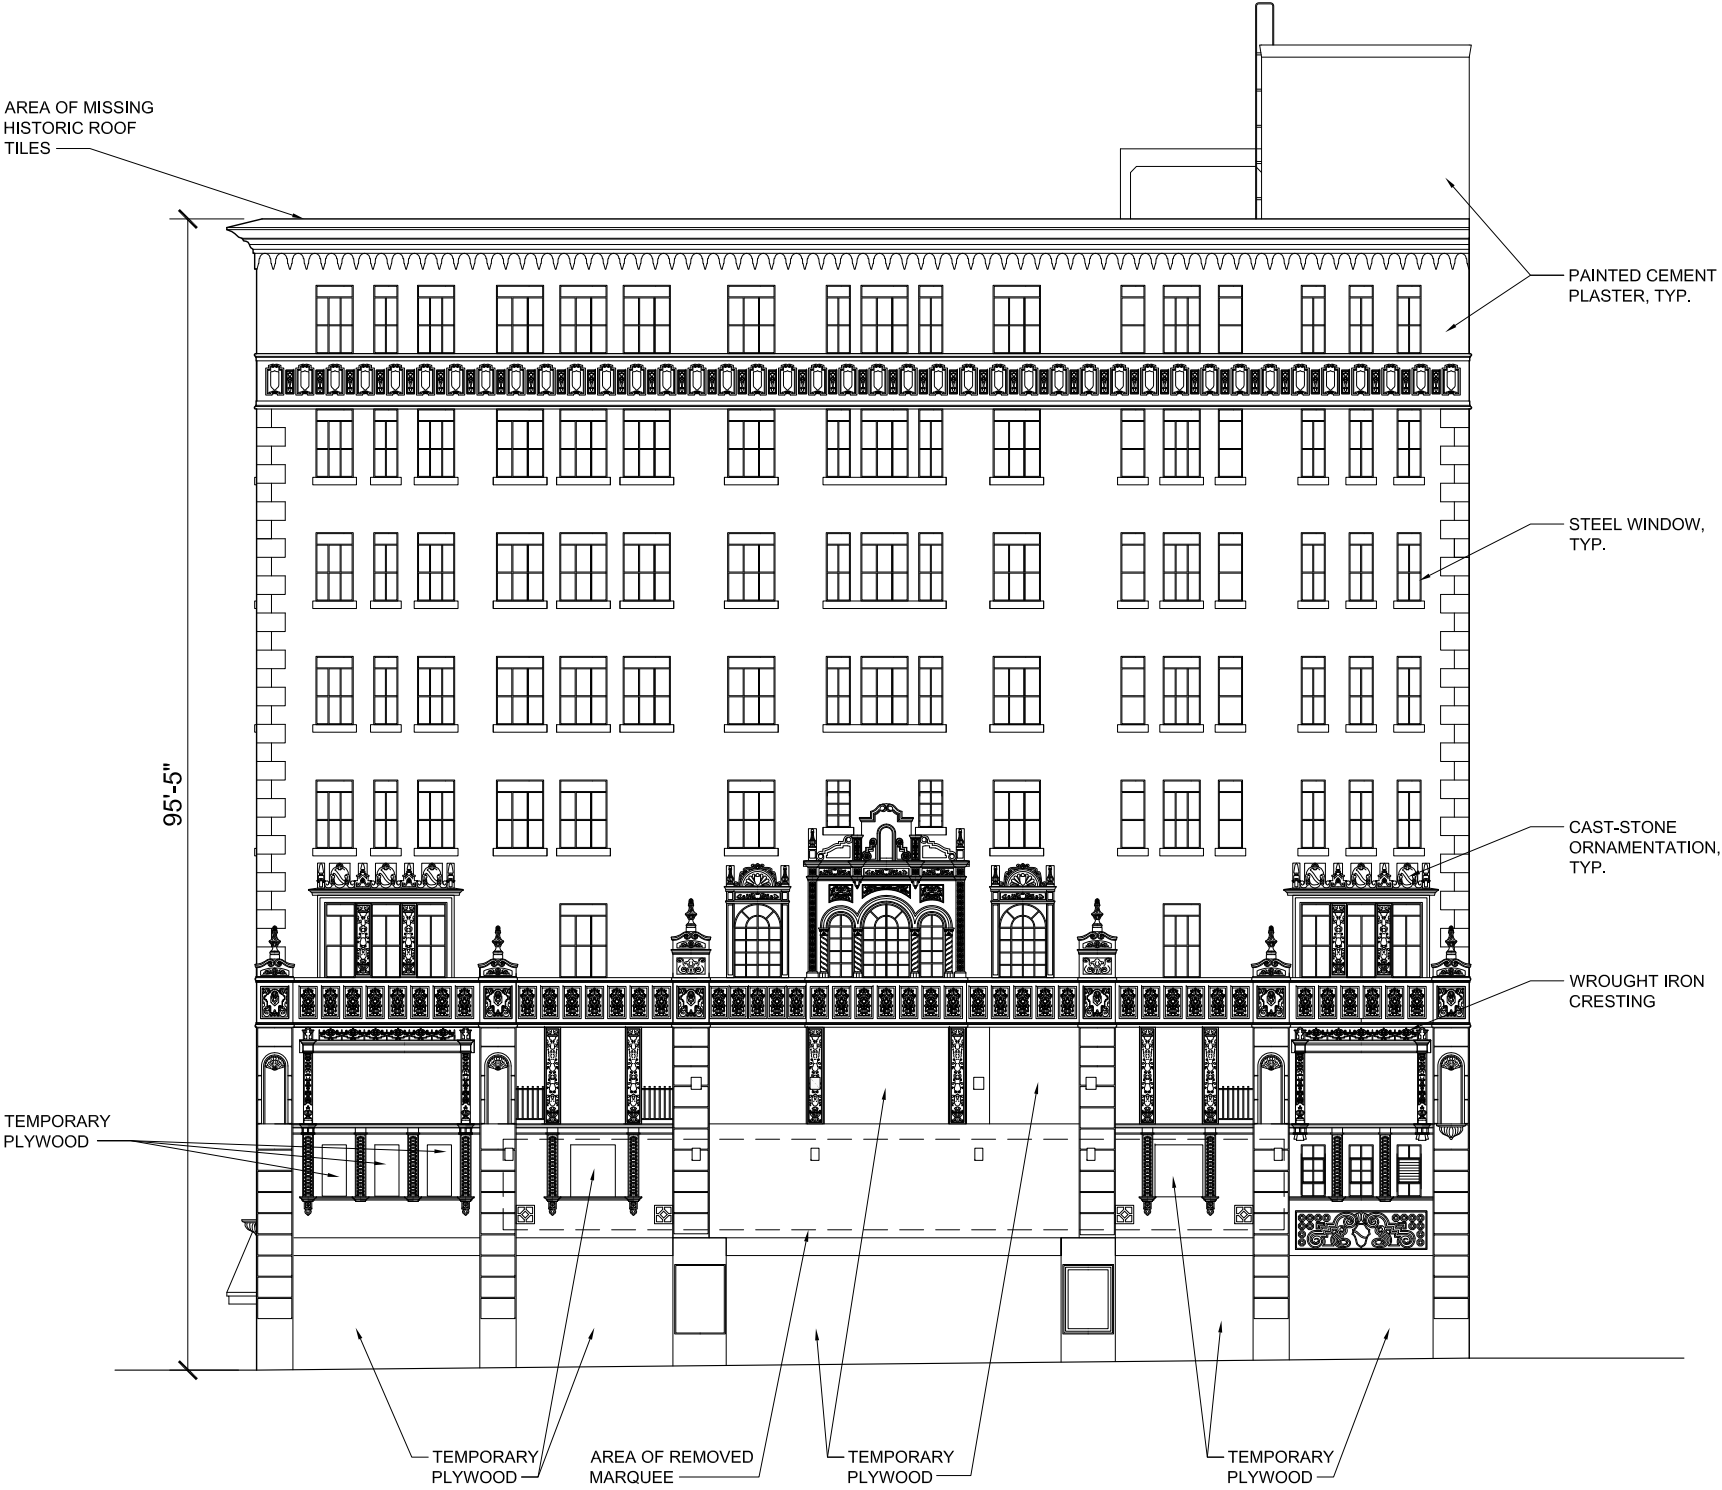 AREA OF MISSING
HISTORIC ROOF
TILES
PAINTED CEMENT
PLASTER, TYP.
STEEL WINDOW,
TYP.
95'-5"
CAST-STONE
ORNAMENTATION,
TYP.
WROUGHT IRON
CRESTING
TEMPORARY
PLYWOOD
TEMPORARY
PLYWOOD
AREA OF REMOVED
MARQUEE
TEMPORARY
PLYWOOD
TEMPORARY
PLYWOOD